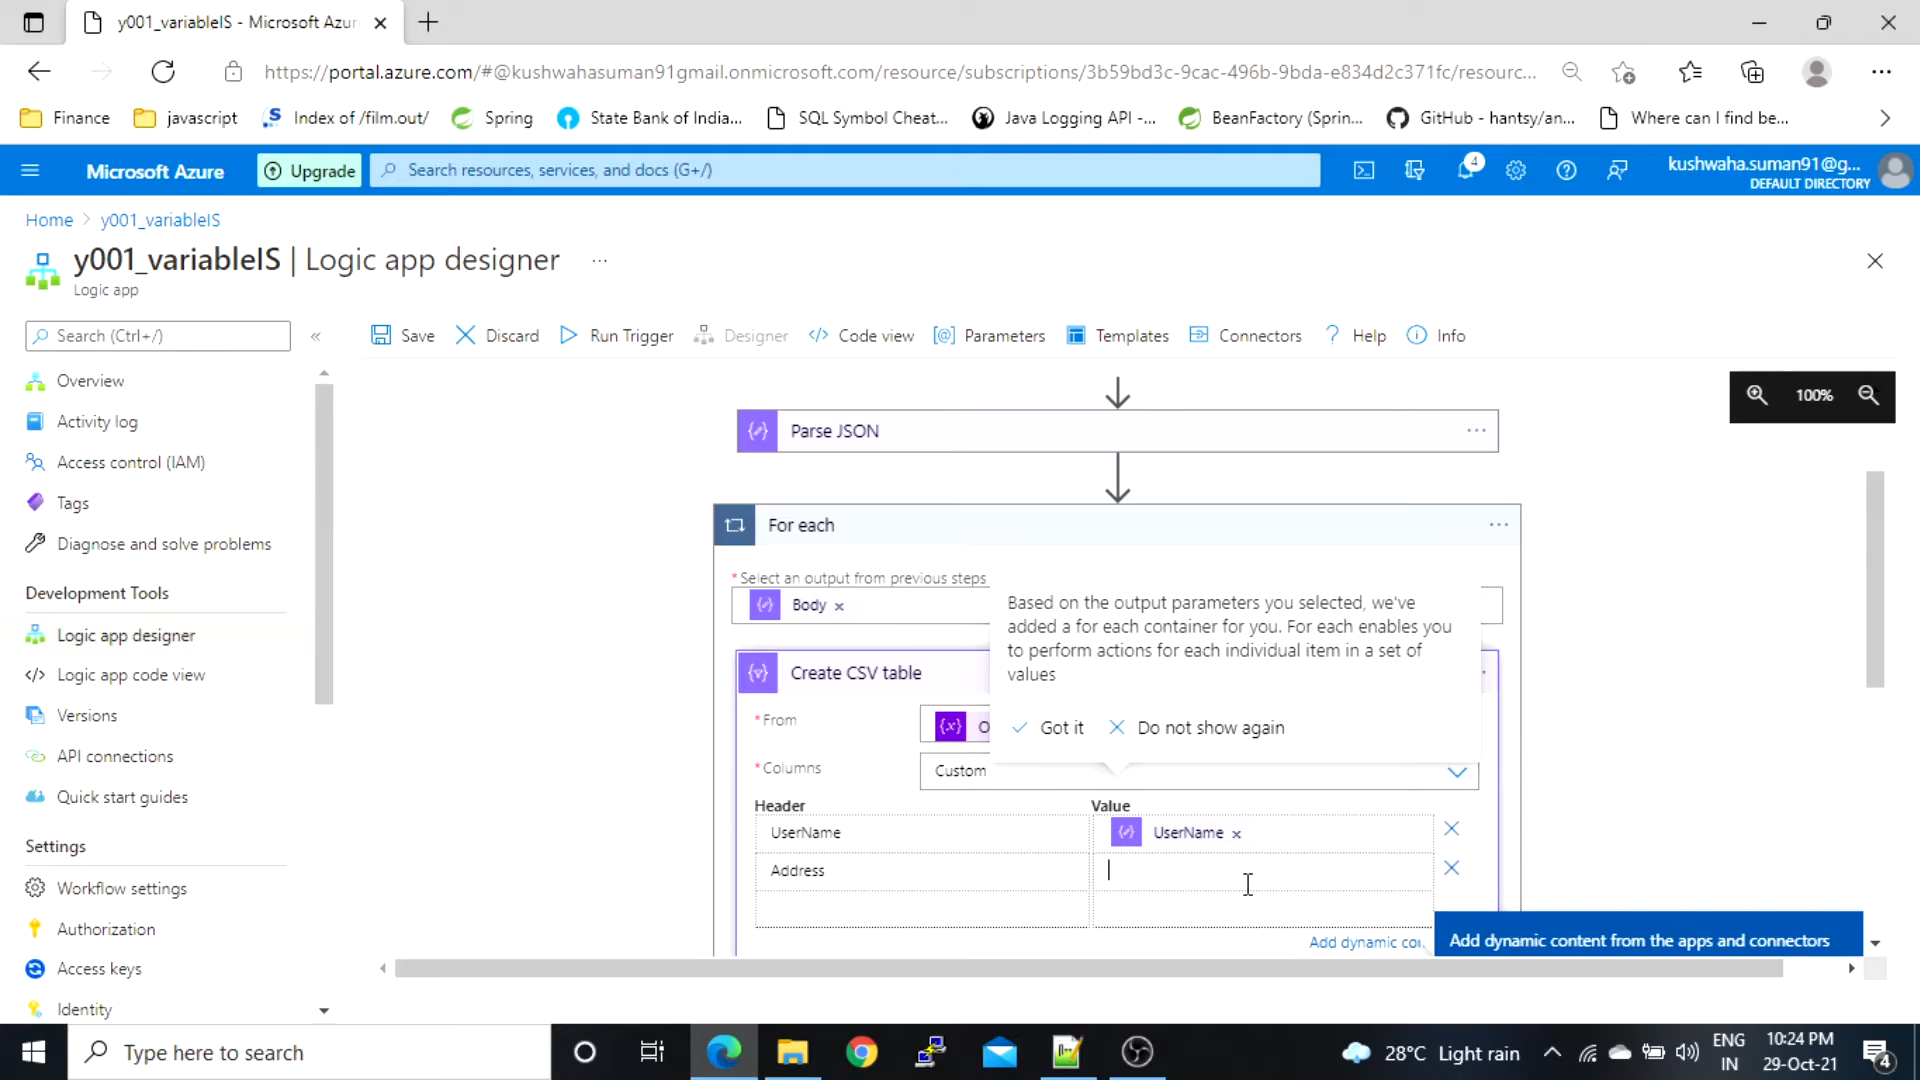 y001_variableIS - Microsoft Azur
https://portal.azure.com/#@kushwahasuman91gmail.onmicrosoft.com/resource/subscriptions/3b59bd3c-9cac-496b-9bda-e834d2c371fc/resourc...
Finance
javascript
Index of /film.out/
Spring
State Bank of India...
SQL Symbol Cheat...
Java Logging API -...
BeanFactory (Sprin...
GitHub - hantsy/an...
Where can I find be...
Microsoft Azure
Upgrade
Search resources, services, and docs (G+/)
4
kushwaha.suman91@g...
DEFAULT DIRECTORY
Home > y001_variableIS
y001_variableIS | Logic app designer ...
Logic app
Search (Ctrl+/)
«
Save
Discard
Run Trigger
Designer
Code view
Parameters
Templates
Connectors
Help
Info
Overview
Activity log
Access control (IAM)
Tags
Diagnose and solve problems
Development Tools
Logic app designer
Logic app code view
Versions
API connections
Quick start guides
Settings
Workflow settings
Authorization
Access keys
Identity
100%
Parse JSON
For each
*Select an output from previous steps
Body ×
Based on the output parameters you selected, we've
added a for each container for you. For each enables you
to perform actions for each individual item in a set of
values
Got it
Do not show again
Create CSV table
*From
*Columns
Custom
Header
Value
UserName
UserName ×
Address
Add dynamic co
Add dynamic content from the apps and connectors
Type here to search
28°C Light rain
ENG
IN
10:24 PM
29-Oct-21
4